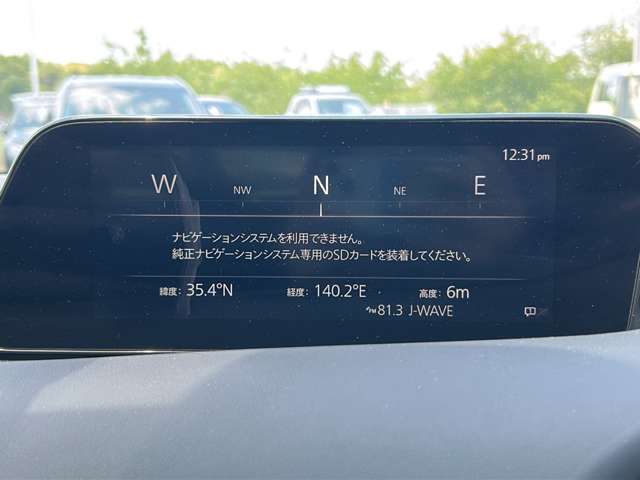 12:31pm
W NW N NE E
ナビゲーションシステムを利用できません。
純正ナビゲーションシステム専用のSDカードを装着してください。
緯度: 35.4°N 経度: 140.2°E 高度: 6m
FM 81.3 J-WAVE